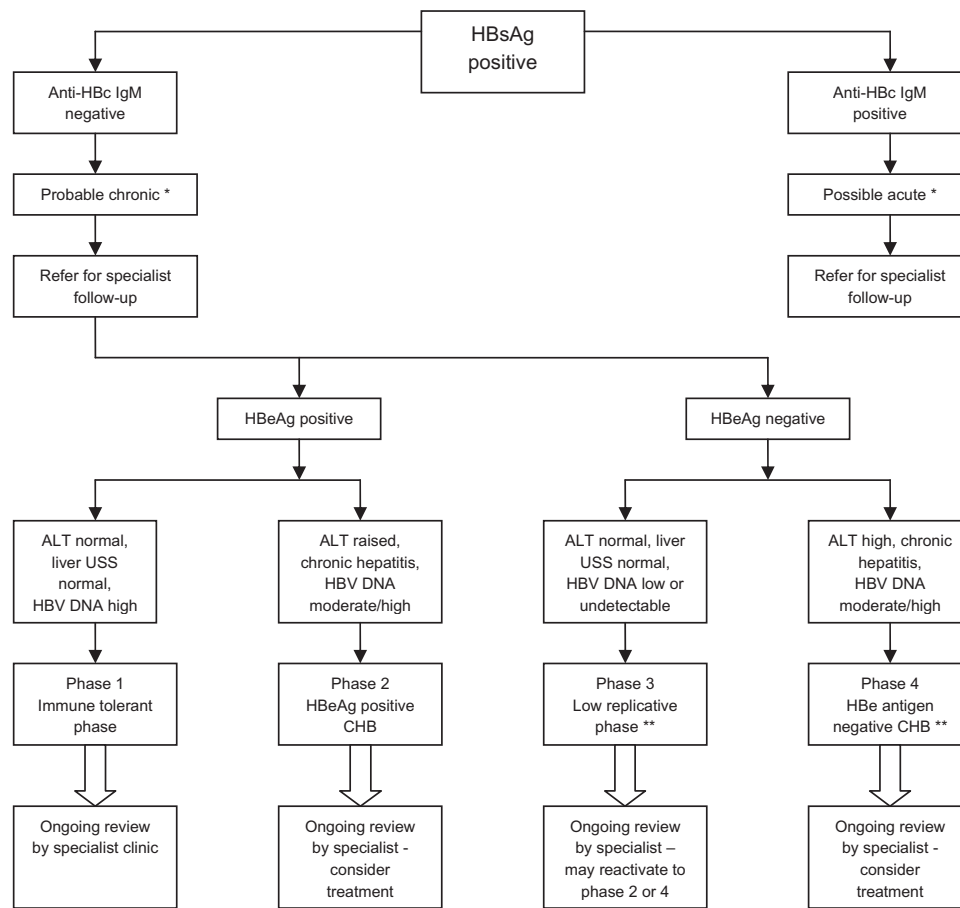 HBsAg
positive
Anti-HBc IgM
negative
Anti-HBc IgM
positive
Probable chronic *
Possible acute *
Refer for specialist
follow-up
Refer for specialist
follow-up
HBeAg positive
HBeAg negative
ALT normal,
liver USS
normal,
HBV DNA high
ALT raised,
chronic hepatitis,
HBV DNA
moderate/high
ALT normal, liver
USS normal,
HBV DNA low or
undetectable
ALT high, chronic
hepatitis,
HBV DNA
moderate/high
Phase 1
Immune tolerant
phase
Phase 2
HBeAg positive
CHB
Phase 3
Low replicative
phase **
Phase 4
HBe antigen
negative CHB **
Ongoing review
by specialist clinic
Ongoing review
by specialist -
consider
treatment
Ongoing review
by specialist –
may reactivate to
phase 2 or 4
Ongoing review
by specialist -
consider
treatment